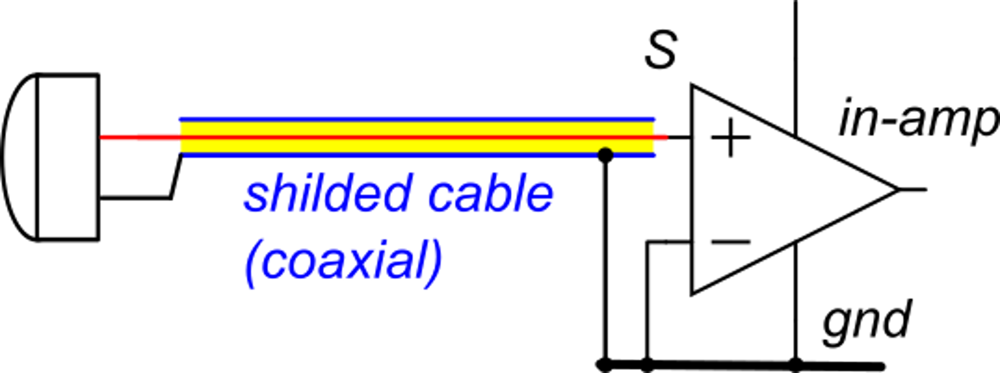 S
in-amp
shilded cable
(coaxial)
gnd